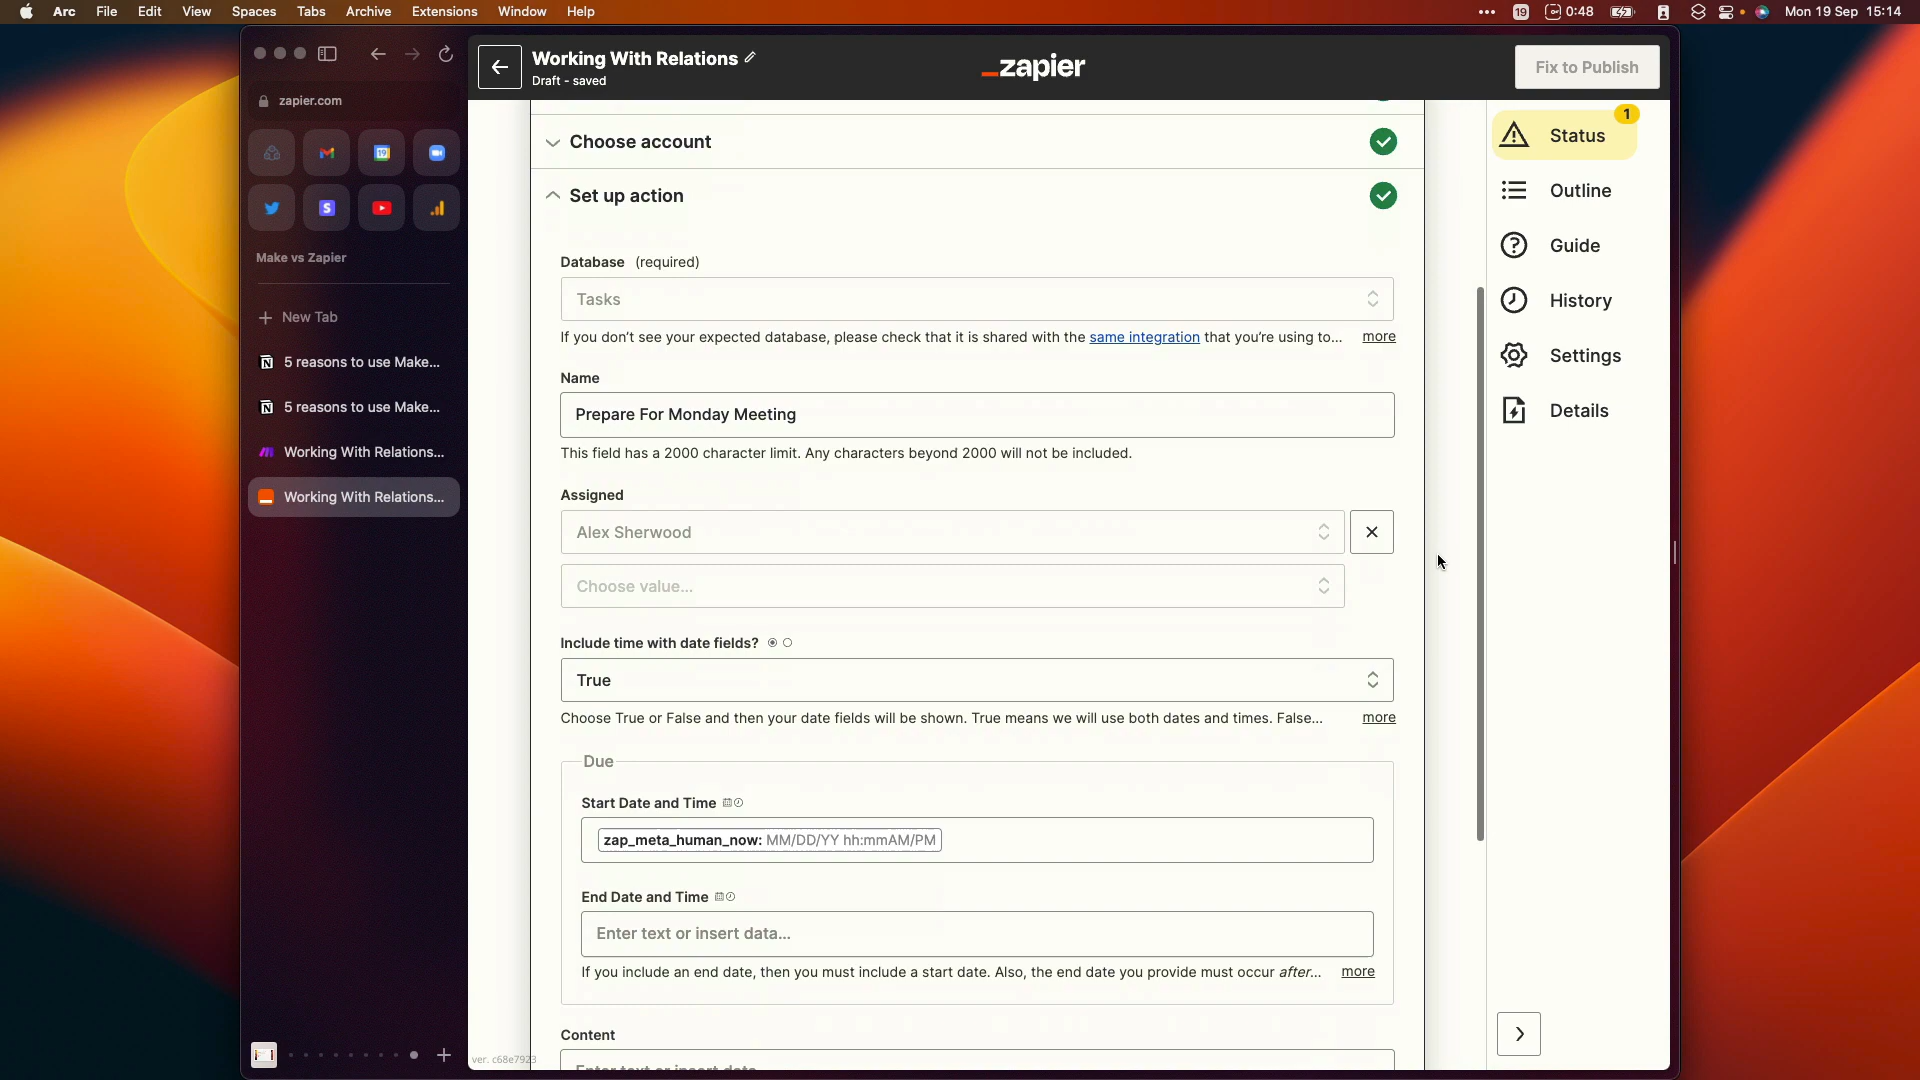 Arc File Edit View Spaces Tabs Archive Extensions Window Help
19 0:48 Mon 19 Sep 15:14
zapier.com
Make vs Zapier
New Tab
5 reasons to use Make...
5 reasons to use Make...
Working With Relations...
Working With Relations...
Working With Relations
Draft - saved
_zapier
Fix to Publish
Choose account
Set up action
Database (required)
Tasks
If you don't see your expected database, please check that it is shared with the same integration that you're using to... more
Name
Prepare For Monday Meeting
This field has a 2000 character limit. Any characters beyond 2000 will not be included.
Assigned
Alex Sherwood
Choose value...
Include time with date fields?
True
Choose True or False and then your date fields will be shown. True means we will use both dates and times. False... more
Due
Start Date and Time
zap_meta_human_now: MM/DD/YY hh:mmAM/PM
End Date and Time
Enter text or insert data...
If you include an end date, then you must include a start date. Also, the end date you provide must occur after... more
Content
Enter text or insert data...
ver. c68e7923
1
Status
Outline
Guide
History
Settings
Details